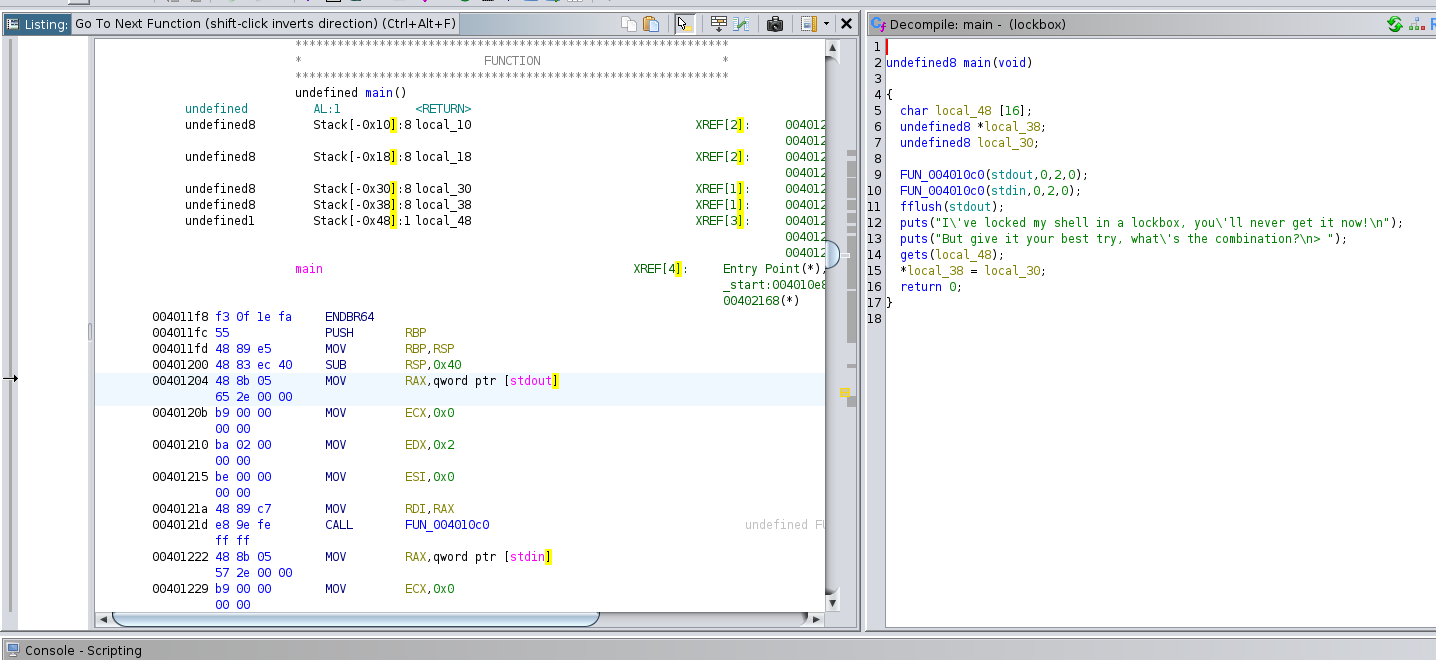 Listing:
Go To Next Function (shift-click inverts direction) (Ctrl+Alt+F)
* FUNCTION *
undefined main()
undefined AL:1 <RETURN>
undefined8 Stack[-0x10]:8 local_10 XREF[2]: 004012
004012
undefined8 Stack[-0x18]:8 local_18 XREF[2]: 004012
004012
undefined8 Stack[-0x30]:8 local_30 XREF[1]: 004012
undefined8 Stack[-0x38]:8 local_38 XREF[1]: 004012
undefined1 Stack[-0x48]:1 local_48 XREF[3]: 004012
004012
004012
main XREF[4]: Entry Point(*),
_start:004010e8
00402168(*)
004011f8 f3 0f 1e fa ENDBR64
004011fc 55 PUSH RBP
004011fd 48 89 e5 MOV RBP,RSP
00401200 48 83 ec 40 SUB RSP,0x40
00401204 48 8b 05 MOV RAX,qword ptr [stdout]
65 2e 00 00
0040120b b9 00 00 MOV ECX,0x0
00 00
00401210 ba 02 00 MOV EDX,0x2
00 00
00401215 be 00 00 MOV ESI,0x0
00 00
0040121a 48 89 c7 MOV RDI,RAX
0040121d e8 9e fe CALL FUN_004010c0 undefined FU
ff ff
00401222 48 8b 05 MOV RAX,qword ptr [stdin]
57 2e 00 00
00401229 b9 00 00 MOV ECX,0x0
00 00
Decompile: main - (lockbox)
1
2 undefined8 main(void)
3
4 {
5 char local_48 [16];
6 undefined8 *local_38;
7 undefined8 local_30;
8
9 FUN_004010c0(stdout,0,2,0);
10 FUN_004010c0(stdin,0,2,0);
11 fflush(stdout);
12 puts("I\'ve locked my shell in a lockbox, you\'ll never get it now!\n");
13 puts("But give it your best try, what\'s the combination?\n> ");
14 gets(local_48);
15 *local_38 = local_30;
16 return 0;
17 }
18
Console - Scripting